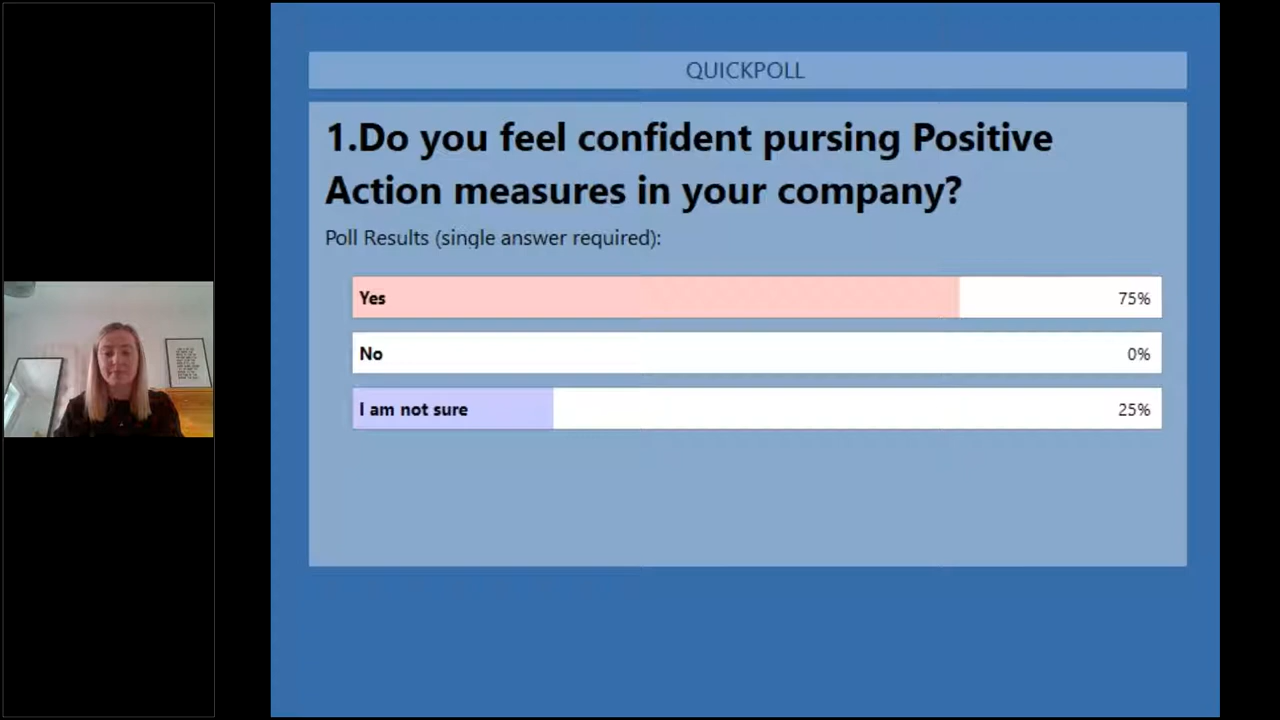 QUICKPOLL
1.Do you feel confident pursing Positive
Action measures in your company?
Poll Results (single answer required):
Yes 75%
No 0%
I am not sure 25%